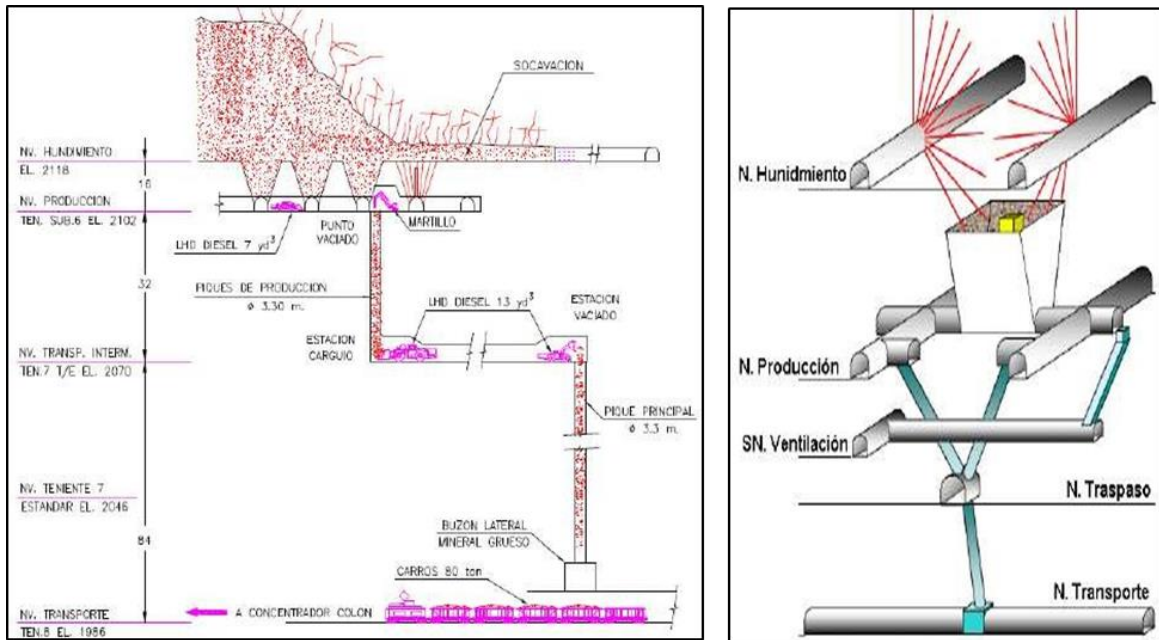 SOCAVACION
NV. HUNDIMIENTO
EL. 2118
16
NV. PRODUCCION
TEN. SUB.6 EL. 2102
LHD DIESEL 7 yd³
PUNTO
VACIADO
MARTILLO
32
PIQUES DE PRODUCCION
ϕ 3.30 m.
LHD DIESEL 13 yd³
ESTACION
VACIADO
ESTACION
CARGUIO
NV. TRANSP. INTERM.
TEN.7 T/E EL. 2070
PIQUE PRINCIPAL
ϕ 3.3 m.
NV. TENIENTE 7
ESTANDAR EL. 2046
84
BUZON LATERAL
MINERAL GRUESO
CARROS 80 ton
NV. TRANSPORTE
TEN.8 EL. 1986
A CONCENTRADOR COLON
N. Hunidmiento
N. Producción
SN. Ventilación
N. Traspaso
N. Transporte